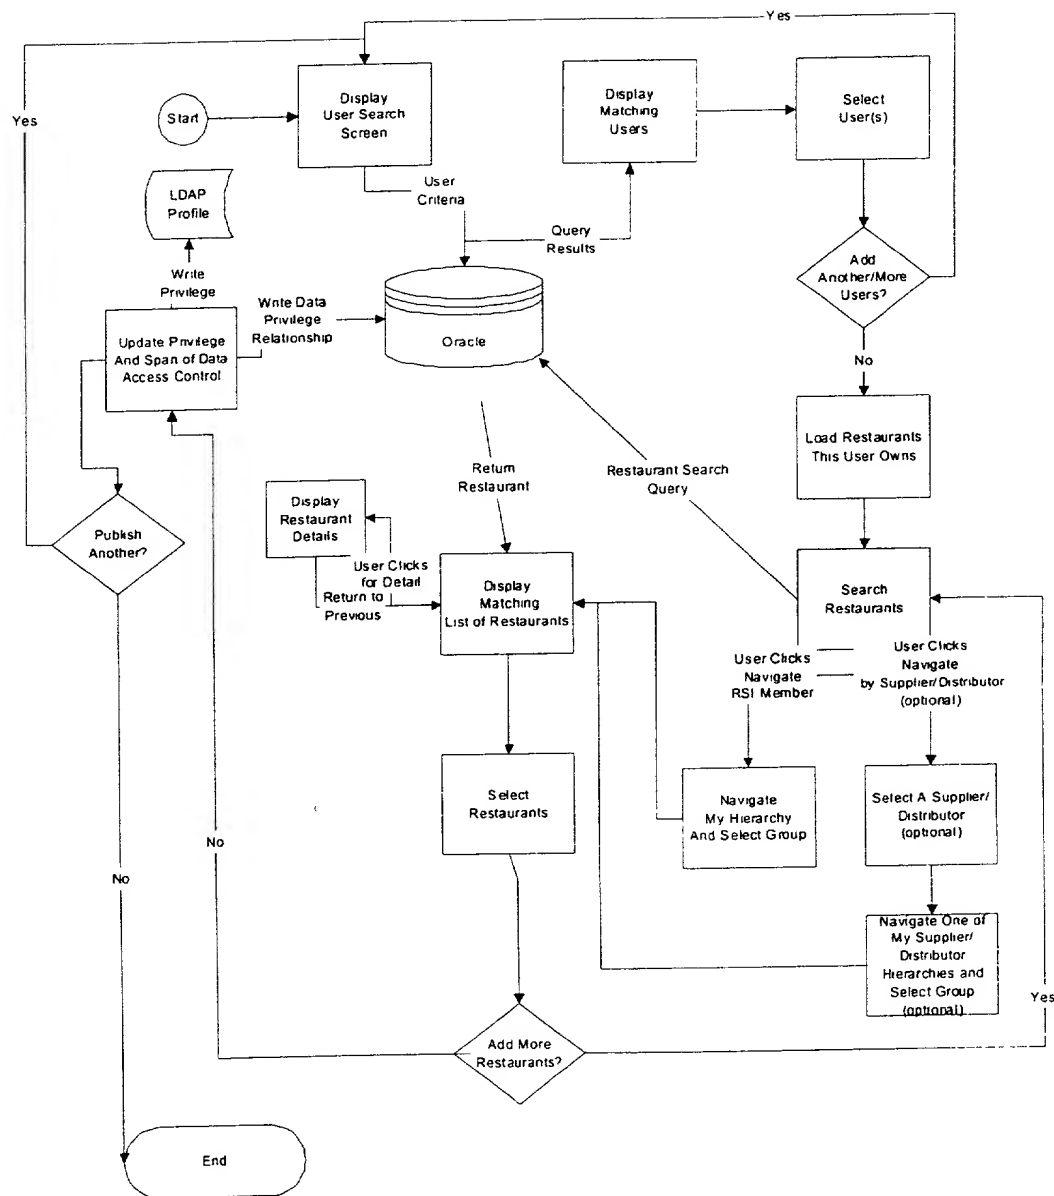 Yes
Yes
Start
Display
User Search
Screen
Display
Matching
Users
Select
User(s)
LDAP
Profile
User
Criteria
Query
Results
Add
Another/More
Users?
Write
Privilege
Write Data
Privilege
Relationship
Update Privilege
And Span of Data
Access Control
Oracle
No
Load Restaurants
This User Owns
Return
Restaurant
Restaurant Search
Query
Publish
Another?
Display
Restaurant
Details
User Clicks
for Detail
Return to
Previous
Display
Matching
List of Restaurants
Search
Restaurants
User Clicks
Navigate
RSI Member
User Clicks
Navigate
by Supplier/Distributor
(optional)
Select
Restaurants
Navigate
My Hierarchy
And Select Group
Select A Supplier/
Distributor
(optional)
No
No
Navigate One of
My Supplier/
Distributor
Hierarchies and
Select Group
(optional)
Yes
Add More
Restaurants?
End